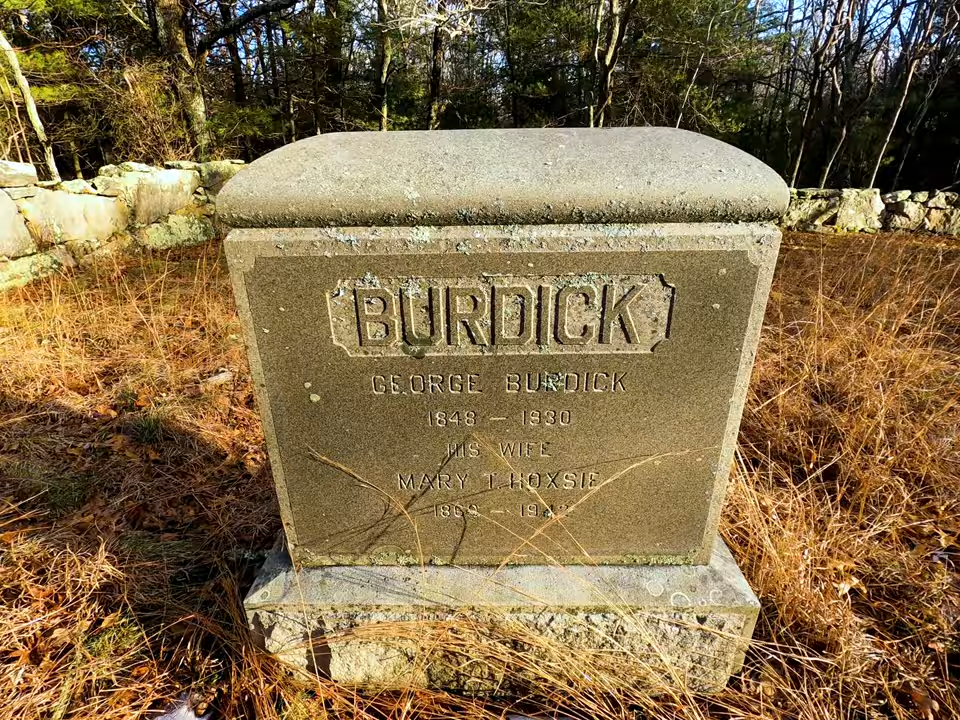 BURDICK
GEORGE BURDICK
1848 – 1930
HIS WIFE
MARY T. HOXSIE